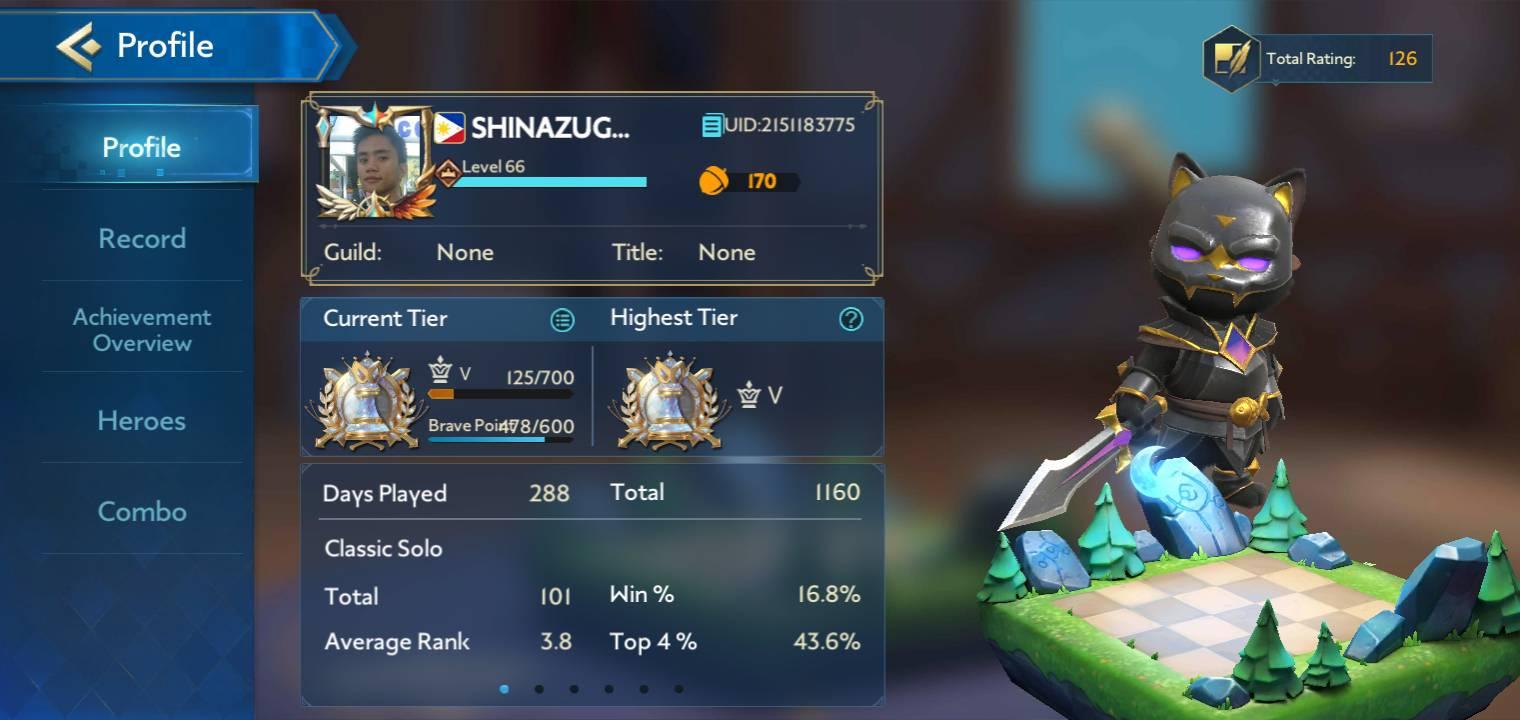 Profile
Total Rating: 126
Profile
Record
Achievement
Overview
Heroes
Combo
SHINAZUG...
UID:2151183775
Level 66
170
Guild: None
Title: None
Current Tier
Highest Tier
V 125/700
Brave Point 478/600
V
Days Played 288
Total 1160
Classic Solo
Total 101
Win % 16.8%
Average Rank 3.8
Top 4 % 43.6%